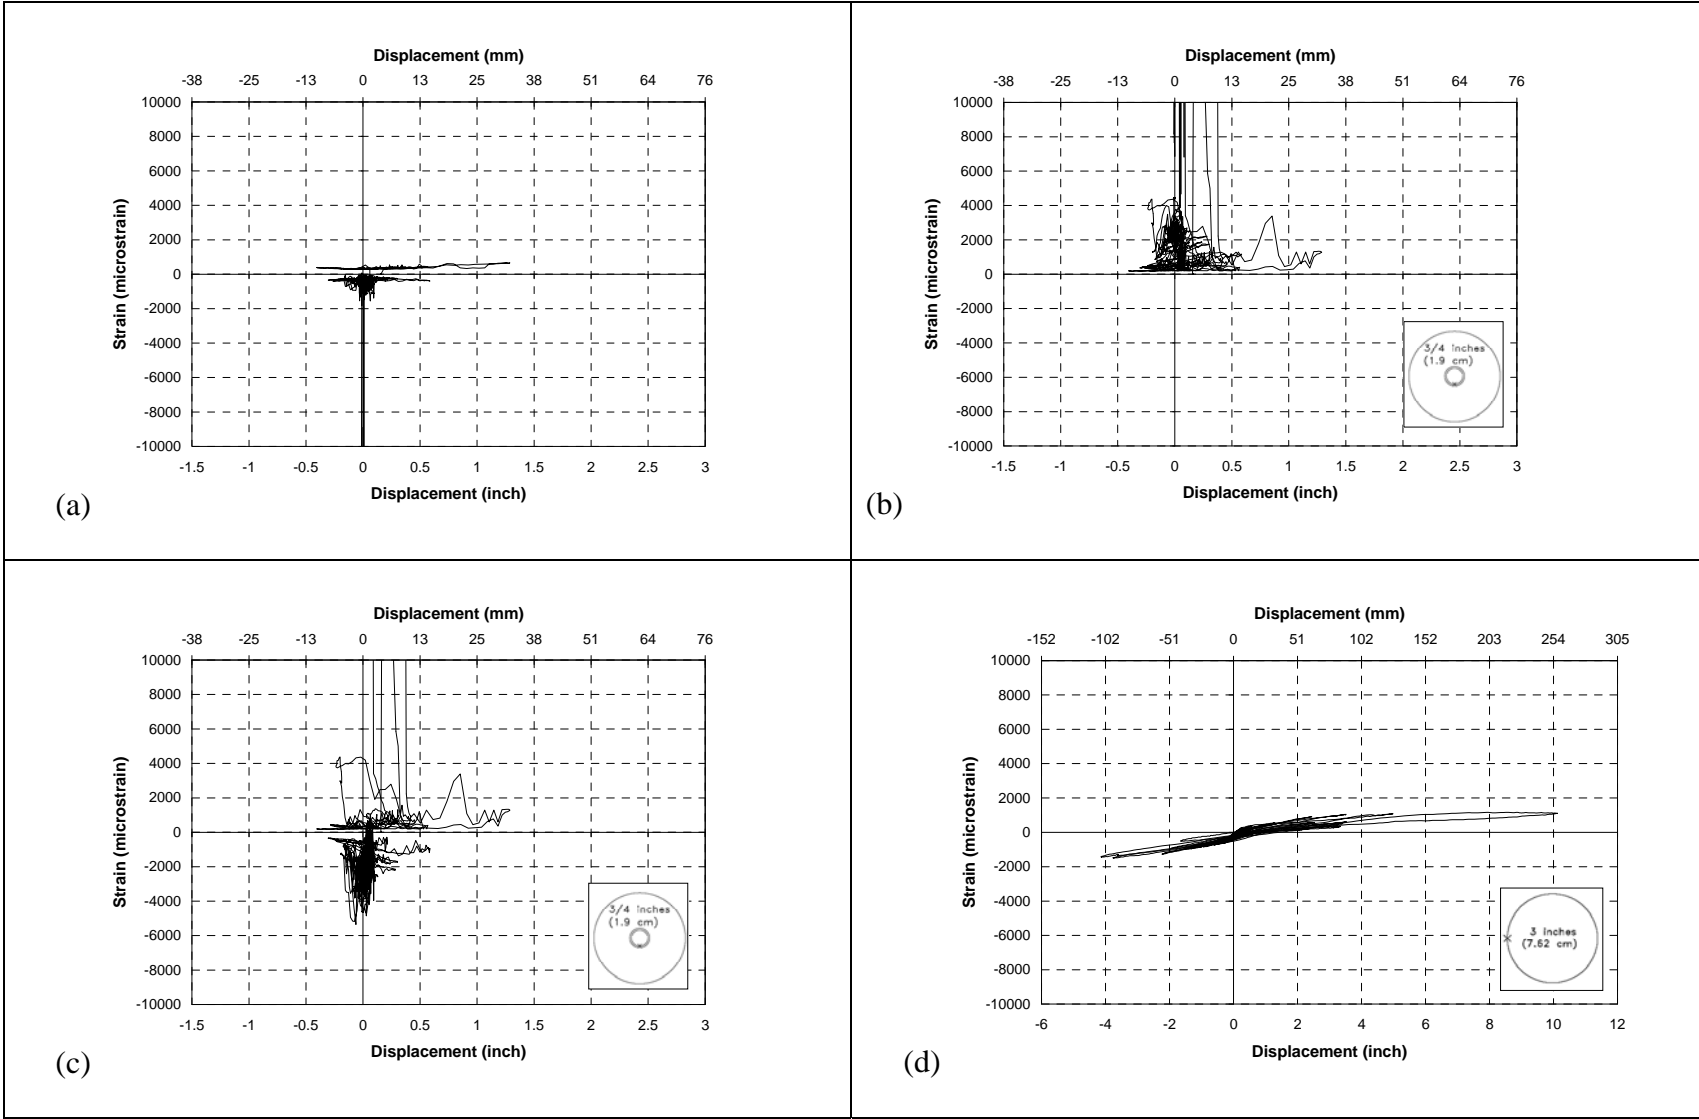 Displacement (mm)
-38 -25 -13 0 13 25 38 51 64 76
10000
8000
6000
4000
2000
0
-2000
-4000
-6000
-8000
-10000
Strain (microstrain)
-1.5 -1 -0.5 0 0.5 1 1.5 2 2.5 3
Displacement (inch)
(a)
Displacement (mm)
-38 -25 -13 0 13 25 38 51 64 76
10000
8000
6000
4000
2000
0
-2000
-4000
-6000
-8000
-10000
Strain (microstrain)
3/4 inches
(1.9 cm)
-1.5 -1 -0.5 0 0.5 1 1.5 2 2.5 3
Displacement (inch)
(b)
Displacement (mm)
-38 -25 -13 0 13 25 38 51 64 76
10000
8000
6000
4000
2000
0
-2000
-4000
-6000
-8000
-10000
Strain (microstrain)
3/4 inches
(1.9 cm)
-1.5 -1 -0.5 0 0.5 1 1.5 2 2.5 3
Displacement (inch)
(c)
Displacement (mm)
-152 -102 -51 0 51 102 152 203 254 305
10000
8000
6000
4000
2000
0
-2000
-4000
-6000
-8000
-10000
Strain (microstrain)
3 inches
(7.62 cm)
-6 -4 -2 0 2 4 6 8 10 12
Displacement (inch)
(d)